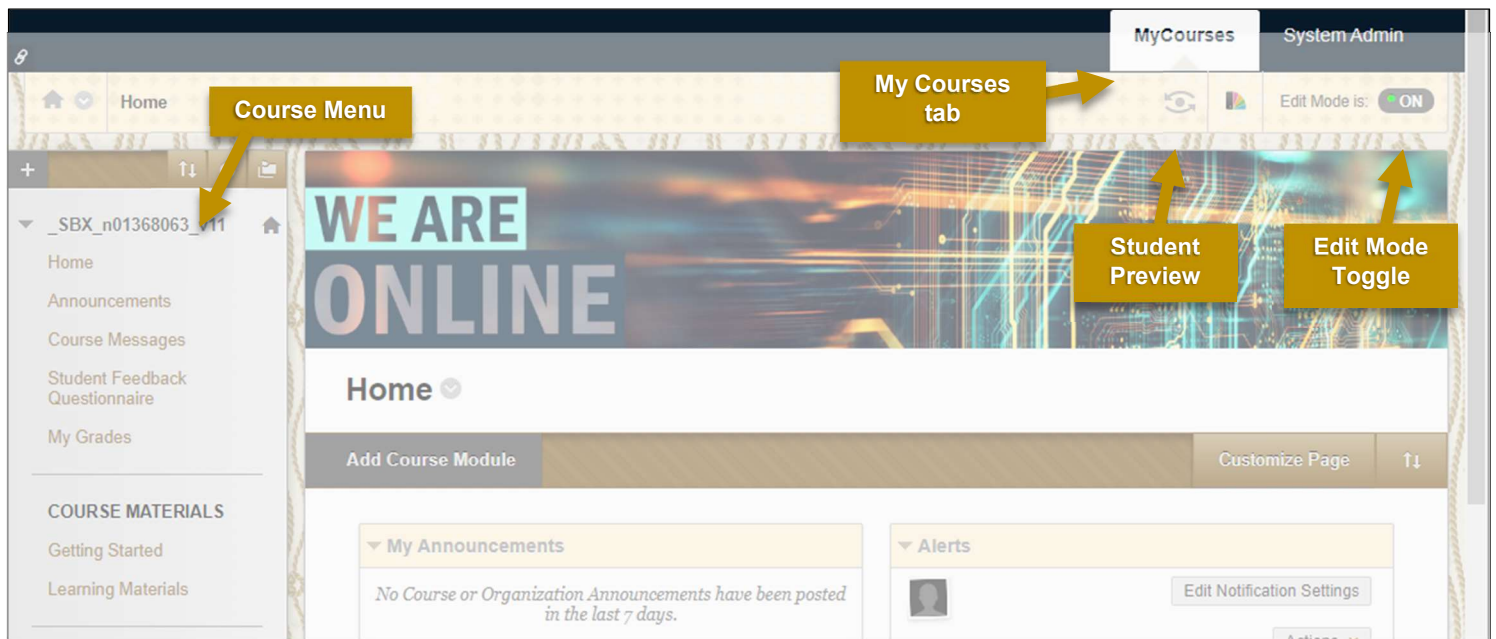 MyCourses
System Admin
My Courses
tab
Home
Course Menu
Edit Mode is:
ON
WE ARE
ONLINE
Student
Preview
Edit Mode
Toggle
_SBX_n01368063_v11
Home
Announcements
Course Messages
Student Feedback
Questionnaire
My Grades
COURSE MATERIALS
Getting Started
Learning Materials
Home
Add Course Module
Customize Page
My Announcements
No Course or Organization Announcements have been posted
in the last 7 days.
Alerts
Edit Notification Settings
Actions